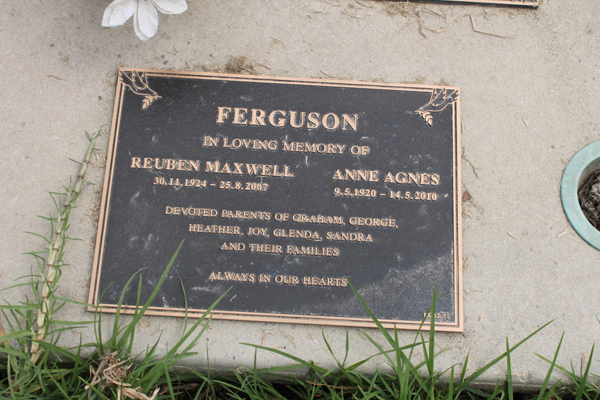 FERGUSON
IN LOVING MEMORY OF
REUBEN MAXWELL ANNE AGNES
30.11.1924 – 25.8.2007 9.5.1920 – 14.5.2010
DEVOTED PARENTS OF GRAHAM, GEORGE,
HEATHER, JOY, GLENDA, SANDRA
AND THEIR FAMILIES
ALWAYS IN OUR HEARTS